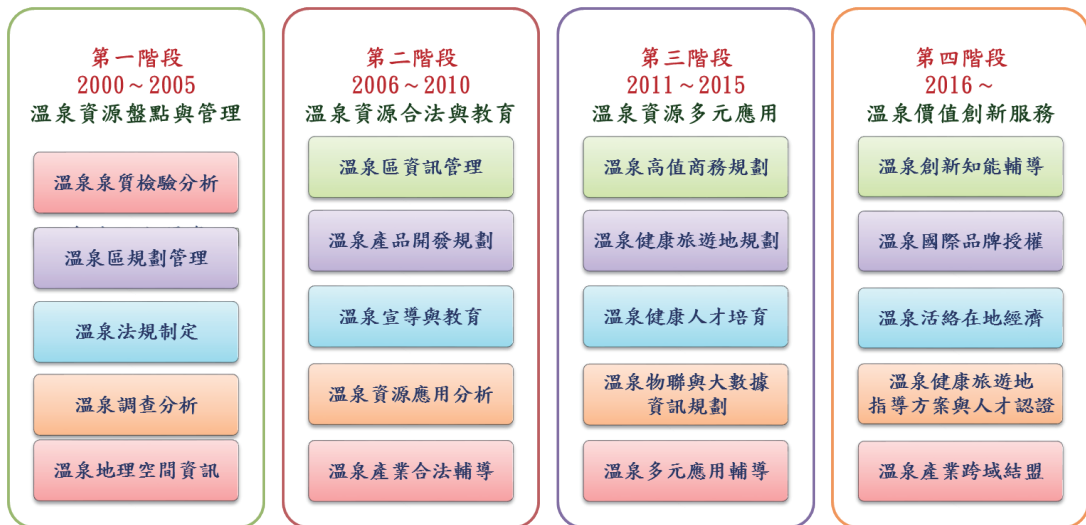 第一階段
2000～2005
溫泉資源盤點與管理
溫泉泉質檢驗分析
溫泉區規劃管理
溫泉法規制定
溫泉調查分析
溫泉地理空間資訊
第二階段
2006～2010
溫泉資源合法與教育
溫泉區資訊管理
溫泉產品開發規劃
溫泉宣導與教育
溫泉資源應用分析
溫泉產業合法輔導
第三階段
2011～2015
溫泉資源多元應用
溫泉高值商務規劃
溫泉健康旅遊地規劃
溫泉健康人才培育
溫泉物聯與大數據
資訊規劃
溫泉多元應用輔導
第四階段
2016～
溫泉價值創新服務
溫泉創新知能輔導
溫泉國際品牌授權
溫泉活絡在地經濟
溫泉健康旅遊地
指導方案與人才認證
溫泉產業跨域結盟